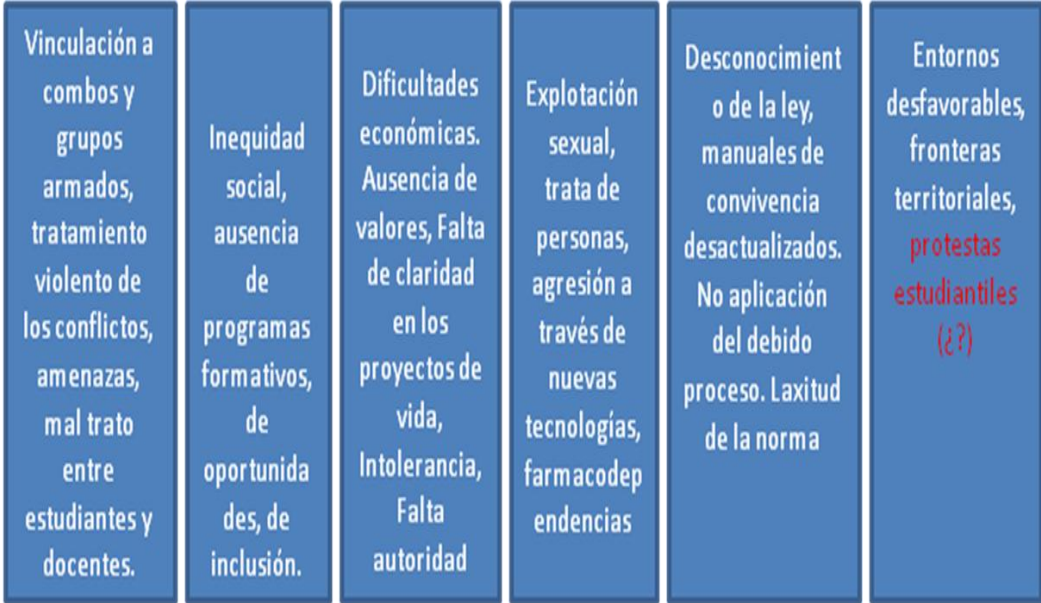 Vinculación a
combos y
grupos
armados,
tratamiento
violento de
los conflictos,
amenazas,
mal trato
entre
estudiantes y
docentes.
Inequidad
social,
ausencia
de
programas
formativos,
de
oportunida
des, de
inclusión.
Dificultades
económicas.
Ausencia de
valores, Falta
de claridad
en los
proyectos de
vida,
Intolerancia,
Falta
autoridad
Explotación
sexual,
trata de
personas,
agresión a
través de
nuevas
tecnologías,
farmacodep
endencias
Desconocimient
o de la ley,
manuales de
convivencia
desactualizados.
No aplicación
del debido
proceso. Laxitud
de la norma
Entornos
desfavorables,
fronteras
territoriales,
protestas
estudiantiles
(¿?)